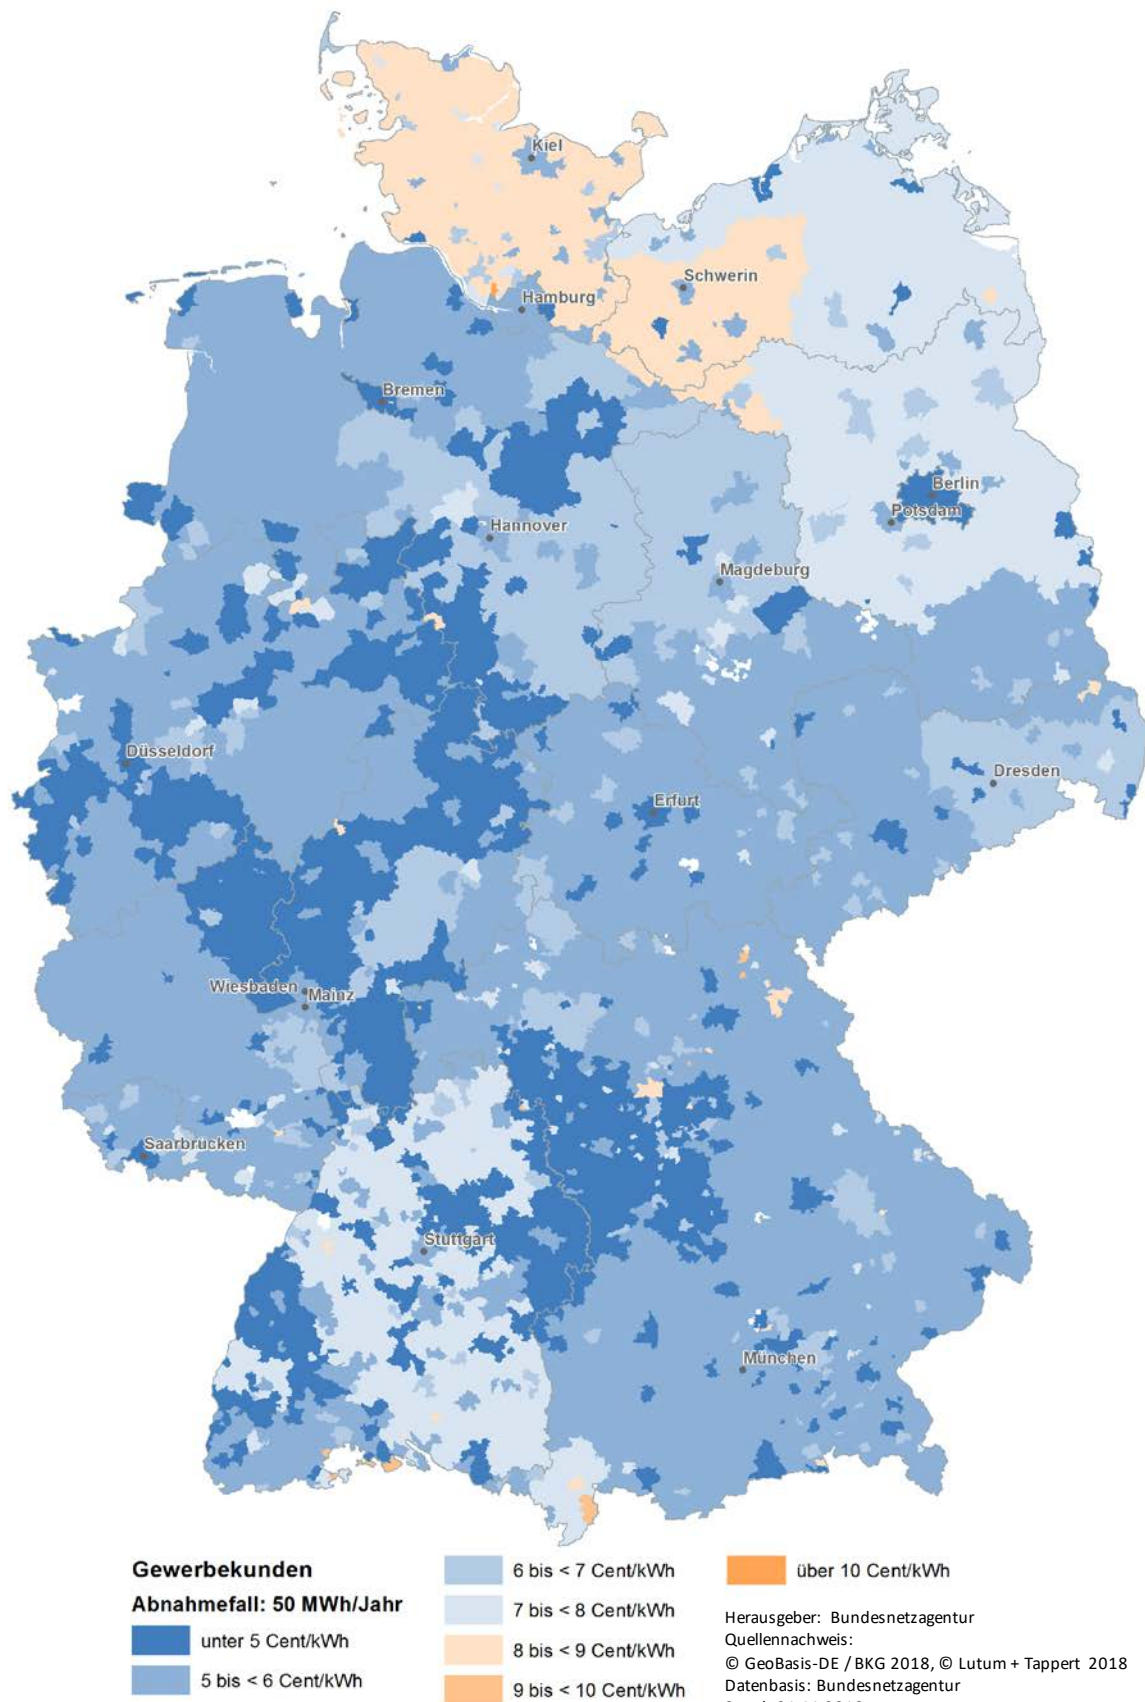 Kiel
Schwerin
Hamburg
Bremen
Berlin
Potsdam
Hannover
Magdeburg
Düsseldorf
Dresden
Erfurt
Wiesbaden
Mainz
Saarbrücken
Stuttgart
München
Gewerbekunden
Abnahmefall: 50 MWh/Jahr
unter 5 Cent/kWh
5 bis < 6 Cent/kWh
6 bis < 7 Cent/kWh
7 bis < 8 Cent/kWh
8 bis < 9 Cent/kWh
9 bis < 10 Cent/kWh
über 10 Cent/kWh
Herausgeber: Bundesnetzagentur
Quellennachweis:
© GeoBasis-DE / BKG 2018, © Lutum + Tappert 2018
Datenbasis: Bundesnetzagentur